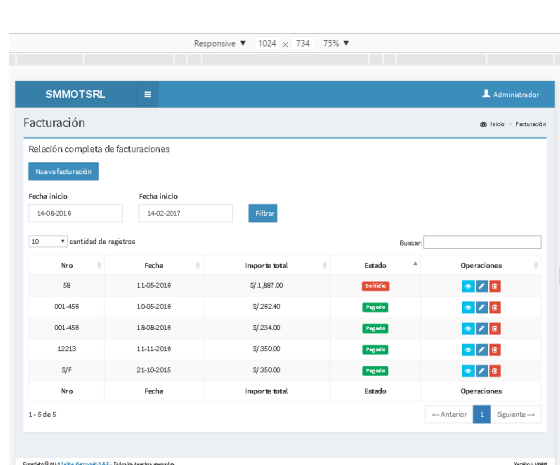 Responsive ▼ 1024 × 734 75% ▼
SMMOTSRL ≡ Administrador
Facturación Inicio > Facturación
Relación completa de facturaciones
Nueva facturación
Fecha inicio Fecha inicio
14-08-2016 14-02-2017 Filtrar
10 cantidad de registros Buscar:
Nro Fecha Importe total Estado Operaciones
58 11-05-2016 S/.1,887.00 Emitido
001-456 10-05-2016 S/.262.40 Pagado
001-456 18-08-2016 S/.234.00 Pagado
12213 11-11-2016 S/.350.00 Pagado
S/F 21-10-2015 S/.350.00 Pagado
Nro Fecha Importe total Estado Operaciones
1 - 5 de 5 ← Anterior 1 Siguiente →